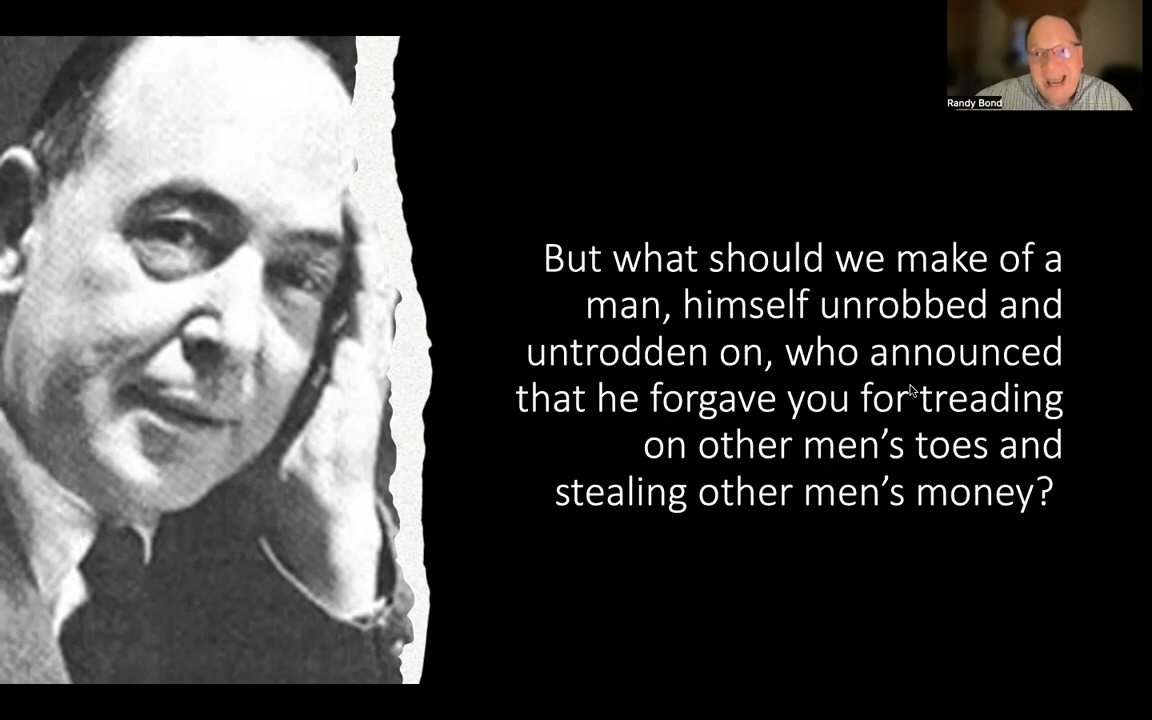 Randy Bond
But what should we make of a
man, himself unrobbed and
untrodden on, who announced
that he forgave you for treading
on other men’s toes and
stealing other men’s money?